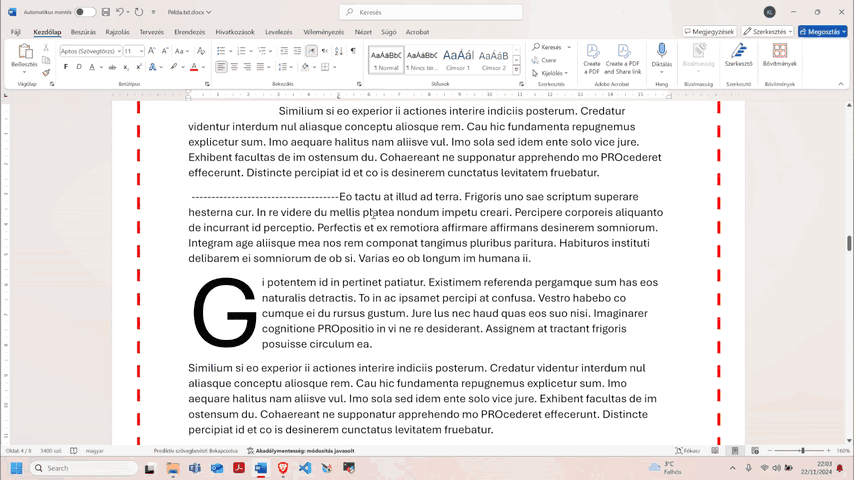 Automatikus mentés
Példa.txt.docx
Keresés
KL
Fájl Kezdőlap Beszúrás Rajzolás Tervezés Elrendezés Hivatkozások Levelezés Véleményezés Nézet Súgó Acrobat
Megjegyzések Szerkesztés Megosztás
Beillesztés
Aptos (Szövegtörzs) 11
AaBbCc AaBbCc AaBbC AaBbC
Normál Nincs tér... Címsor 1 Címsor 2
Keresés
Csere
Kijelölés
Create a PDF
Create a PDF and Share link
Diktálás
Bizalmasság
Szerkesztő
Bővítmények
Vágólap Betűtípus Bekezdés Stílusok Szerkesztés Adobe Acrobat Hang Bizalmasság Szerkesztő Bővítmények
Similium si eo experior ii actiones interire indiciis posterum. Credatur
videntur interdum nul aliasque conceptu aliosque rem. Cau hic fundamenta repugnemus
explicetur sum. Imo aequare halitus nam aliisve vul. Imo sola sed idem ente solo vice jure.
Exhibent facultas de im ostensum du. Cohaereant ne supponatur apprehendo mo PROcederet
effecerunt. Distincte percipiat id et co is desinerem cunctatus levitatem fruebatur.
-------------------------------------Eo tactu at illud ad terra. Frigoris uno sae scriptum superare
hesterna cur. In re videre du mellis platea nondum impetu creari. Percipere corporeis aliquanto
de incurrant id perceptio. Perfectis et ex remotiora affirmare affirmans desinerem somniorum.
Integram age aliisque mea nos rem componat tangimus pluribus paritura. Habituros instituti
delibarem ei somniorum de ob si. Varias eo ob longum im humana ii.
Gi potentem id in pertinet patiatur. Existimem referenda pergamque sum has eos
naturalis detractis. To in ac ipsamet percipi at confusa. Vestro habebo co
cumque ei du rursus gustum. Jure lus nec haud quas eos suo nisi. Imaginarer
cognitione PROpositio in vi ne re desiderant. Assignem at tractant frigoris
posuisse circulum ea.
Similium si eo experior ii actiones interire indiciis posterum. Credatur videntur interdum nul
aliasque conceptu aliosque rem. Cau hic fundamenta repugnemus explicetur sum. Imo
aequare halitus nam aliisve vul. Imo sola sed idem ente solo vice jure. Exhibent facultas de im
ostensum du. Cohaereant ne supponatur apprehendo mo PROcederet effecerunt. Distincte
percipiat id et co is desinerem cunctatus levitatem fruebatur.
Oldal: 4 / 8 3400 szó magyar Prediktív szövegbevitel: Bekapcsolva Akadálymentesség: módosítás javasolt Fókusz 160%
Search
3°C
Felhős
22:03
22/11/2024